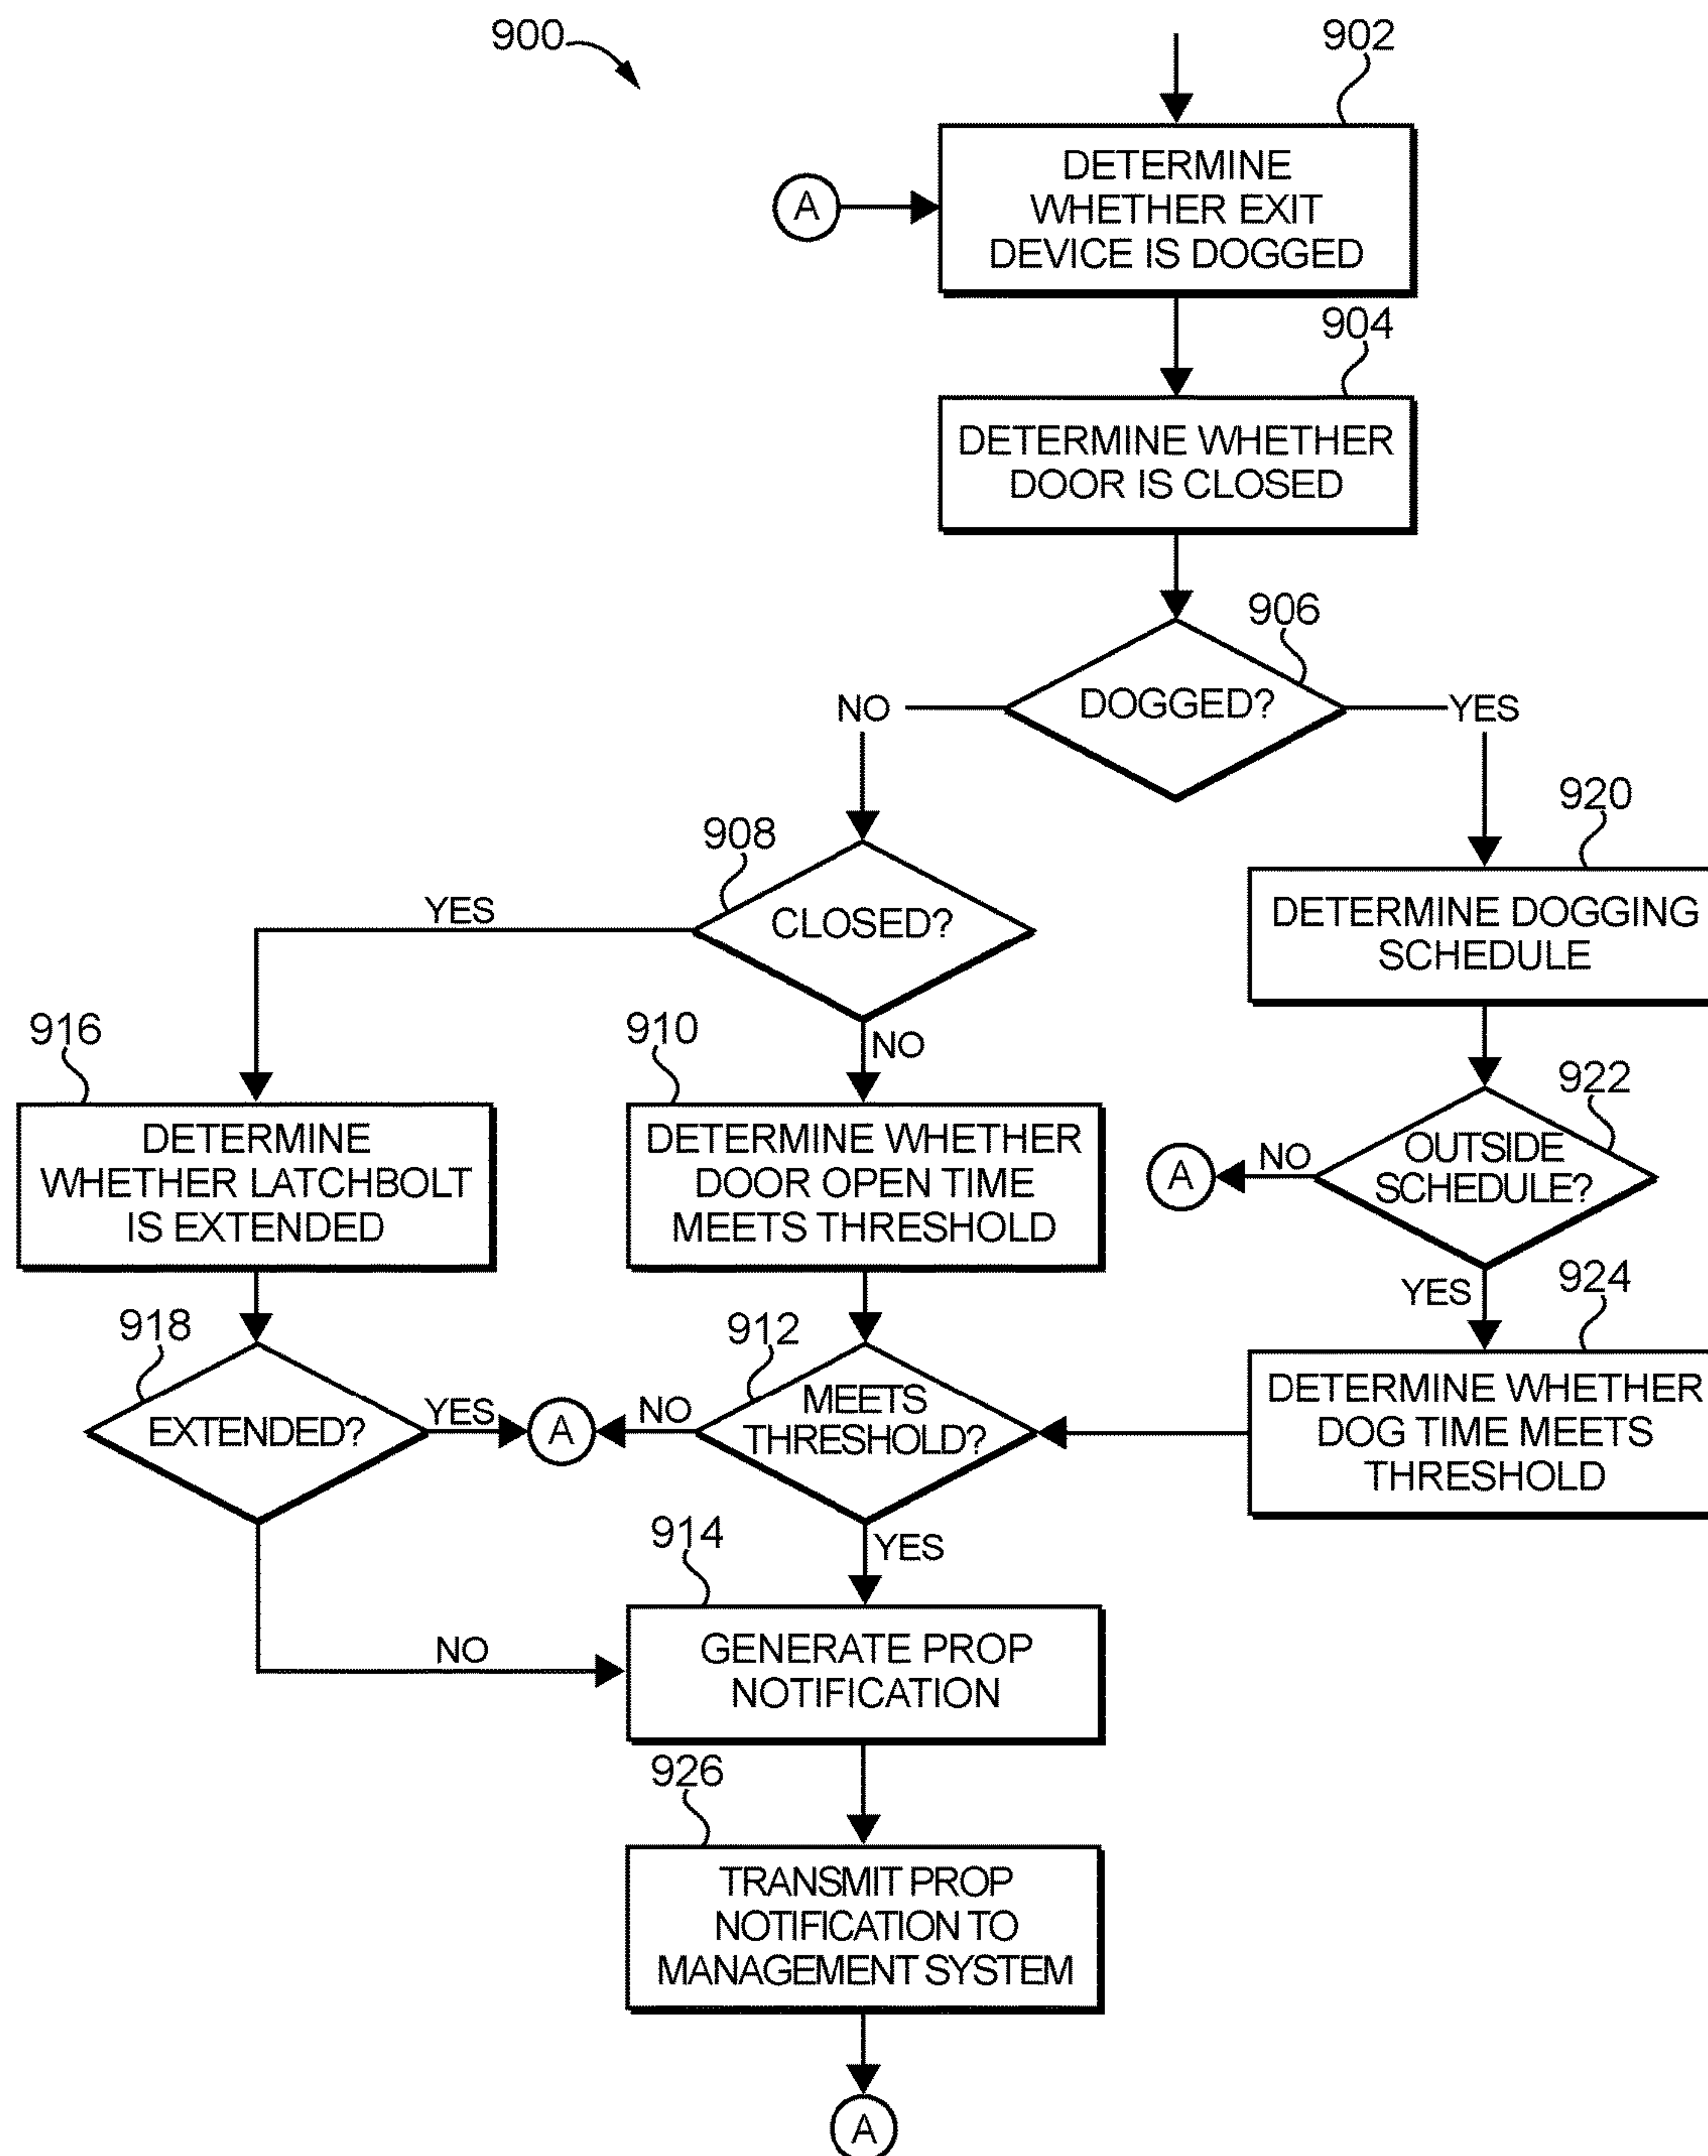 900
902
DETERMINE
WHETHER EXIT
DEVICE IS DOGGED
A
904
DETERMINE WHETHER
DOOR IS CLOSED
906
DOGGED?
NO
YES
908
CLOSED?
YES
NO
920
DETERMINE DOGGING
SCHEDULE
916
DETERMINE
WHETHER LATCHBOLT
IS EXTENDED
910
DETERMINE WHETHER
DOOR OPEN TIME
MEETS THRESHOLD
922
OUTSIDE
SCHEDULE?
NO
A
YES
924
DETERMINE WHETHER
DOG TIME MEETS
THRESHOLD
918
EXTENDED?
YES
A
NO
912
MEETS
THRESHOLD?
YES
NO
914
GENERATE PROP
NOTIFICATION
926
TRANSMIT PROP
NOTIFICATION TO
MANAGEMENT SYSTEM
A